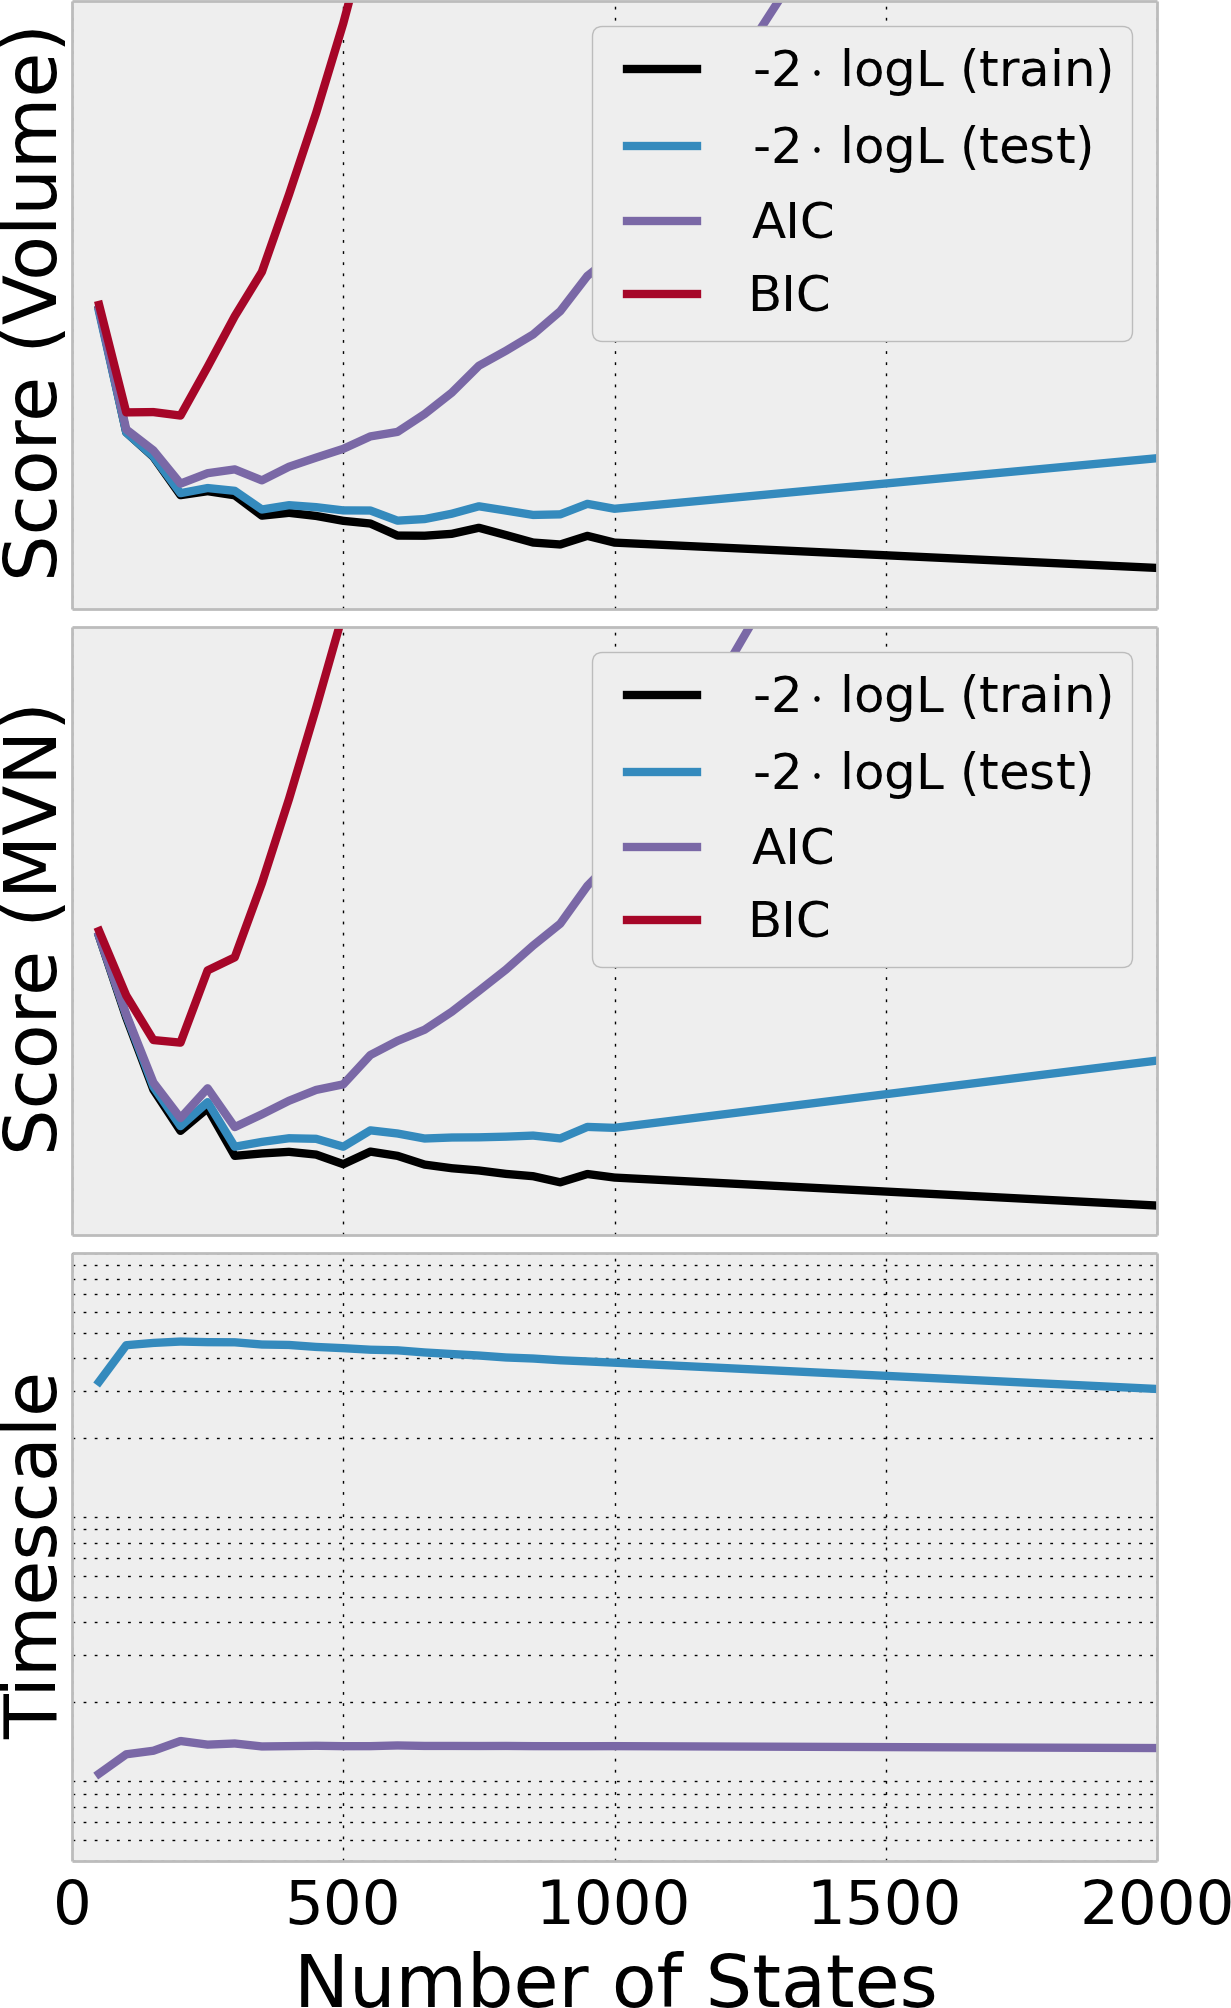 Score (Volume)
-2· logL (train)
-2· logL (test)
AIC
BIC
Score (MVN)
-2· logL (train)
-2· logL (test)
AIC
BIC
Timescale
0 500 1000 1500 2000
Number of States